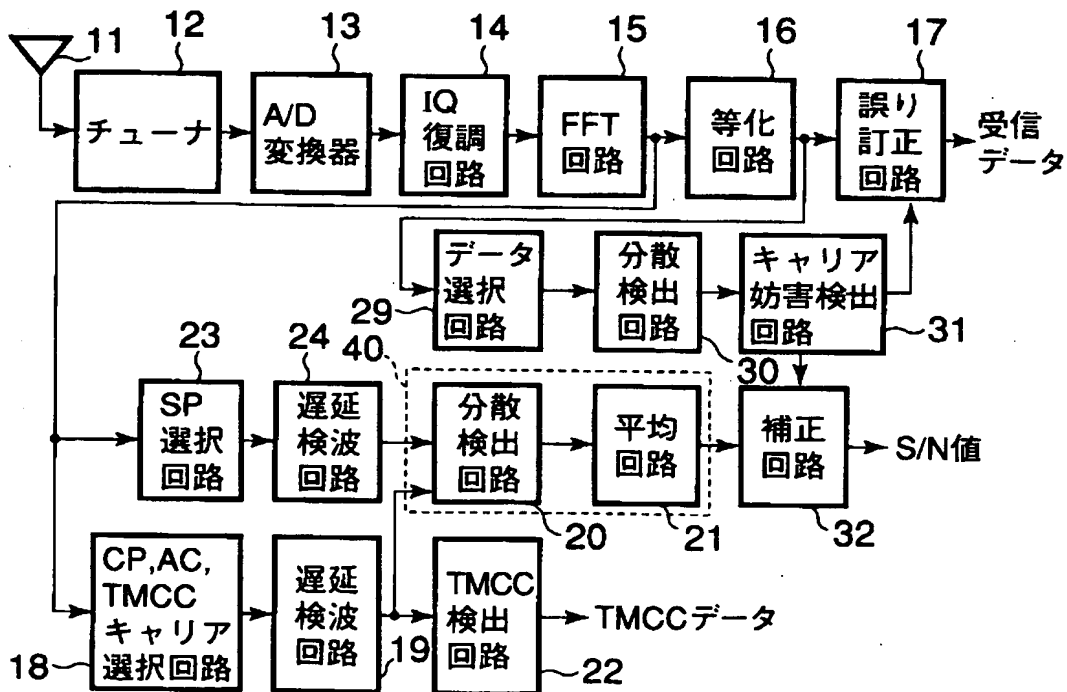 11
12
13
14
15
16
17
チューナ
A/D
変換器
IQ
復調
回路
FFT
回路
等化
回路
誤り
訂正
回路
受信
データ
データ
選択
回路
29
分散
検出
回路
30
キャリア
妨害検出
回路
31
23
24
40
SP
選択
回路
遅延
検波
回路
分散
検出
回路
20
平均
回路
21
補正
回路
32
S/N値
CP,AC,
TMCC
キャリア
選択回路
18
遅延
検波
回路
19
TMCC
検出
回路
22
TMCCデータ